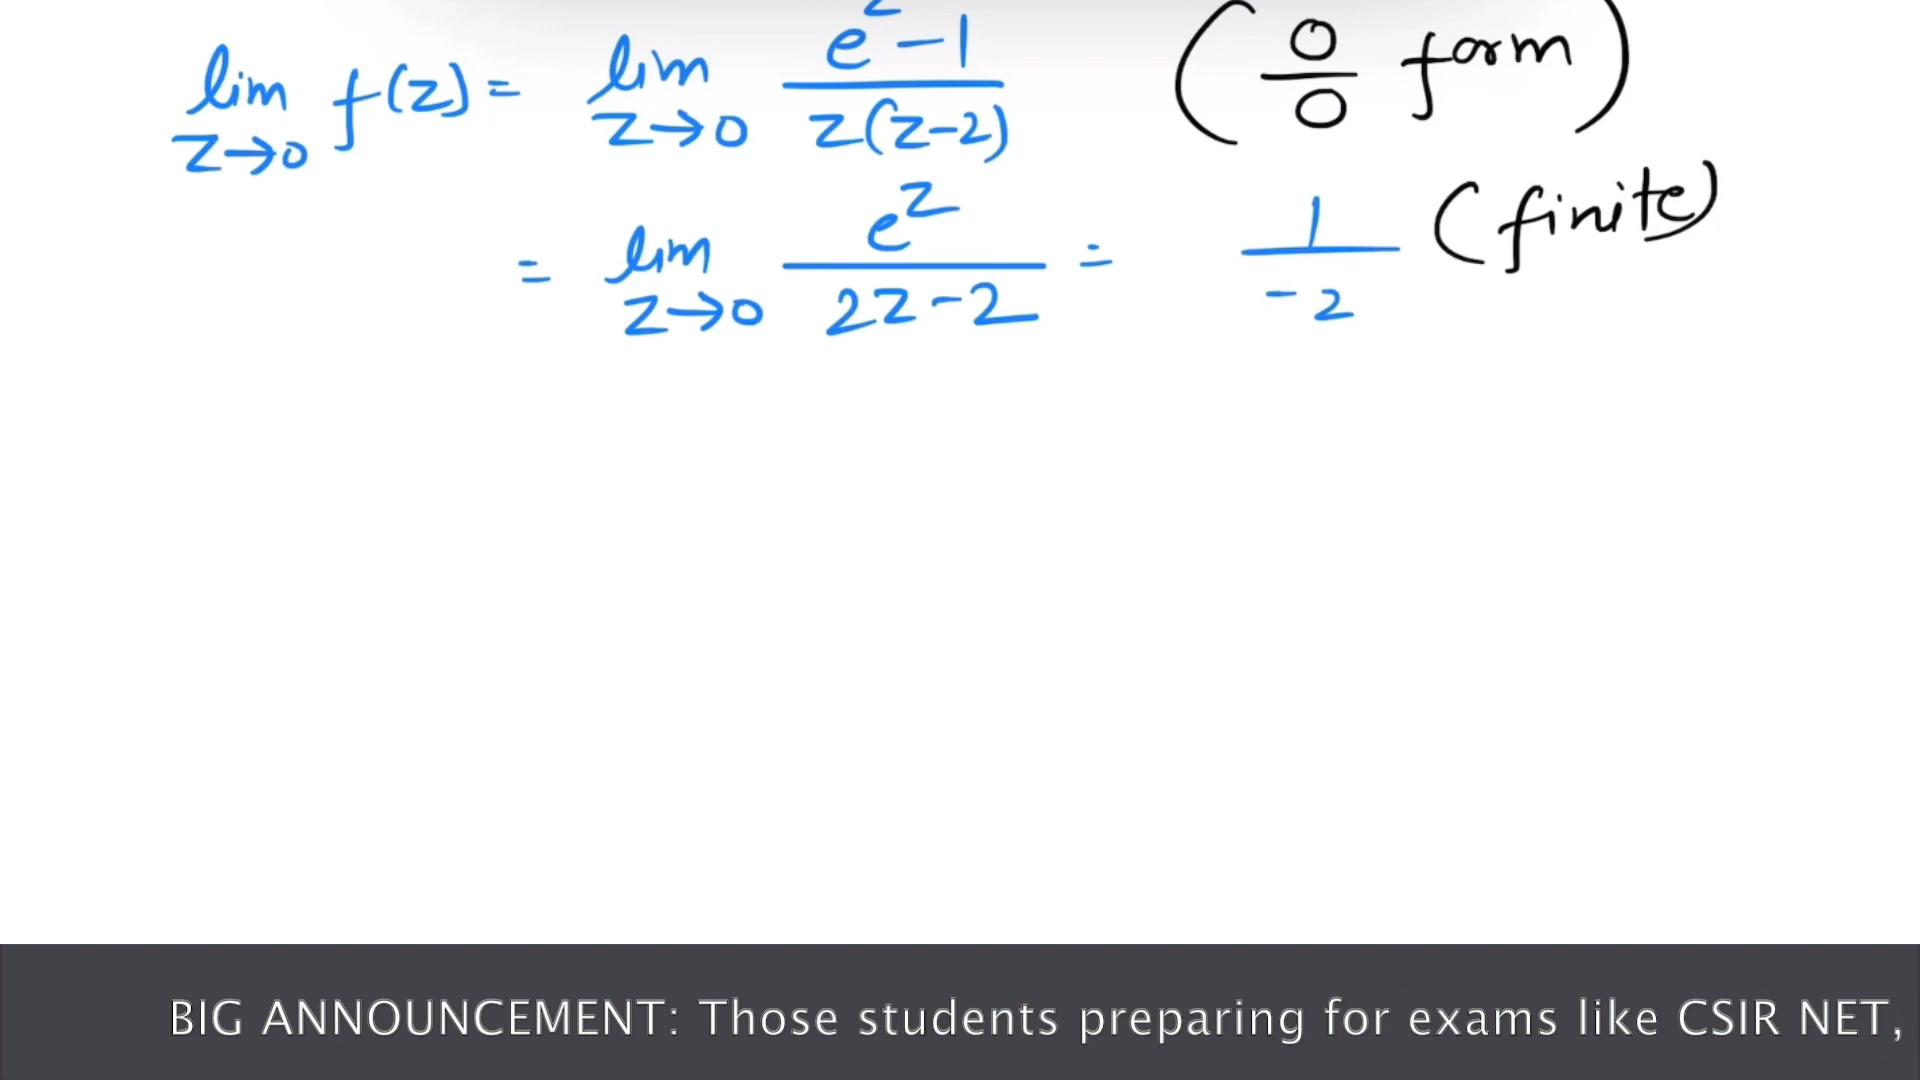 lim z→0 f(z) = lim z→0 e^z − 1 / z(z−2) (0/0 form)
= lim z→0 e^z / 2z−2 = 1 / −2 (finite)
BIG ANNOUNCEMENT: Those students preparing for exams like CSIR NET,